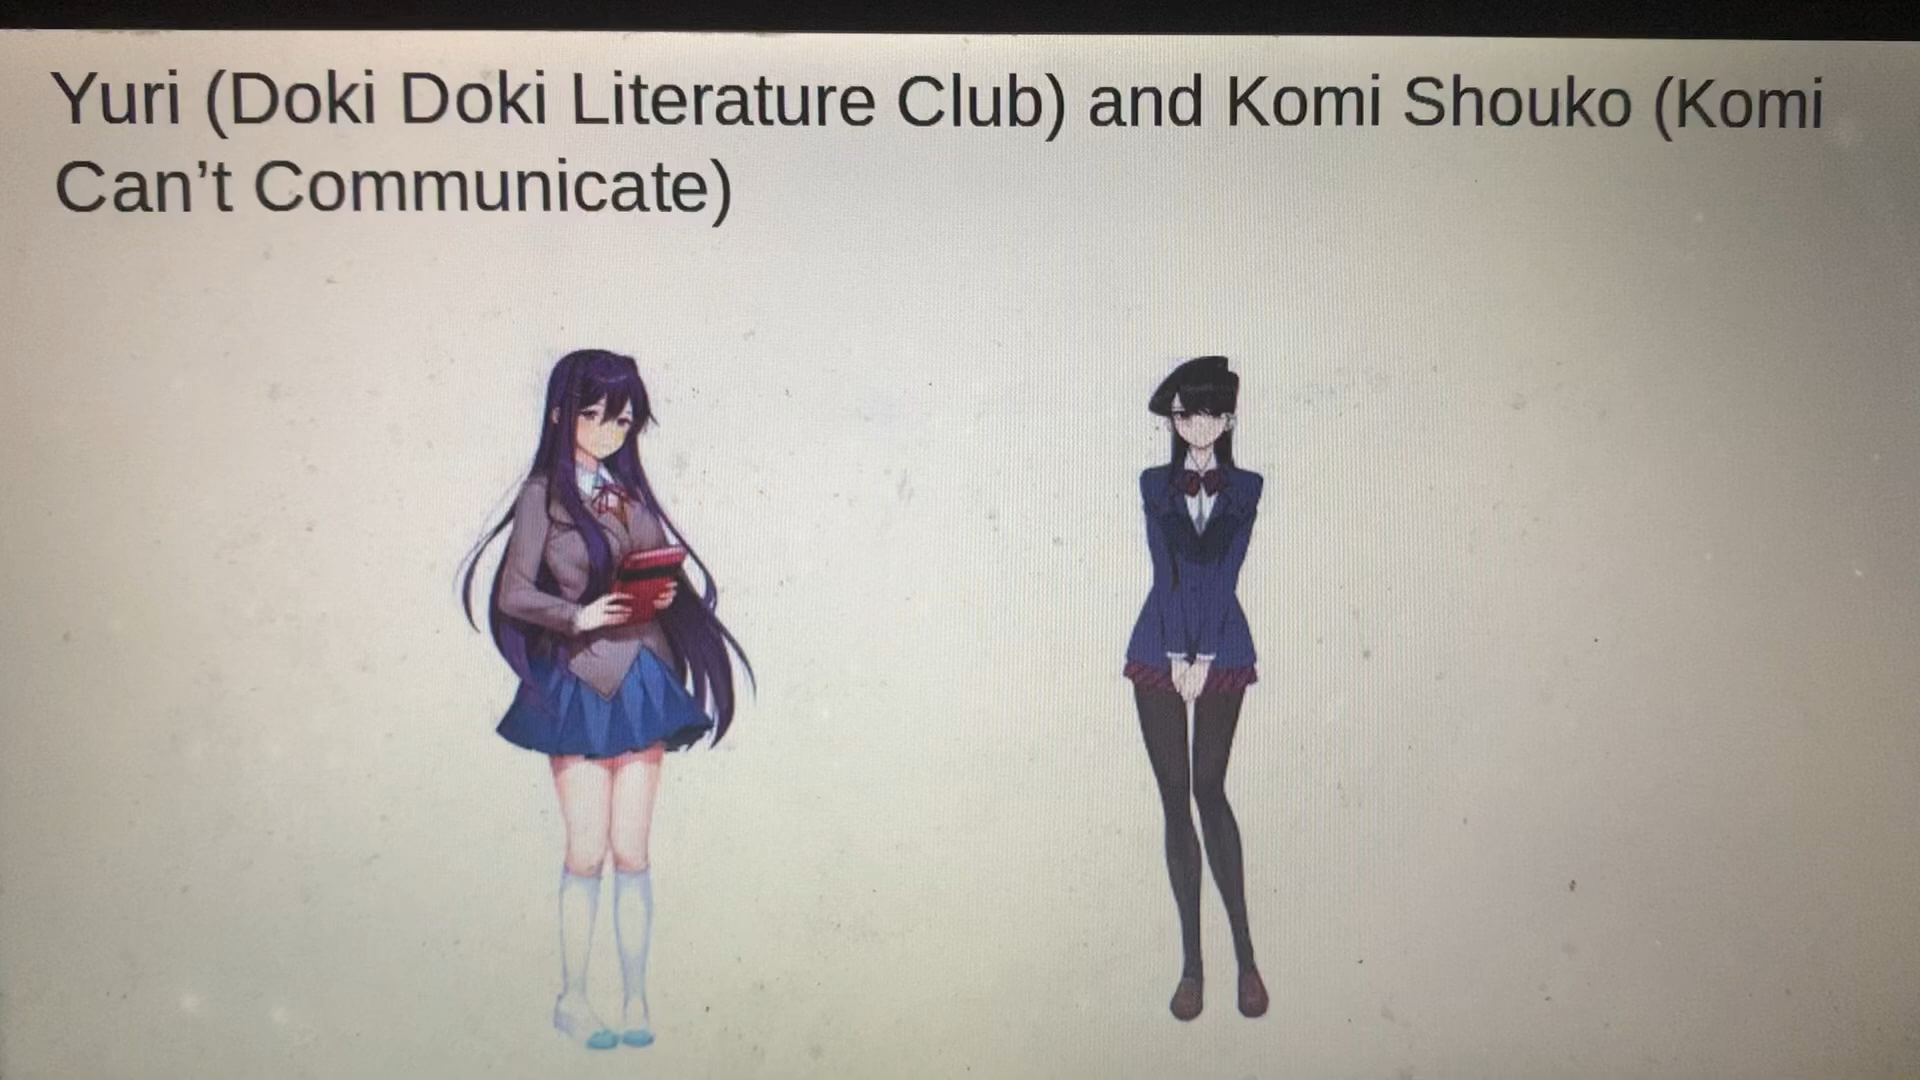 Yuri (Doki Doki Literature Club) and Komi Shouko (Komi
Can’t Communicate)